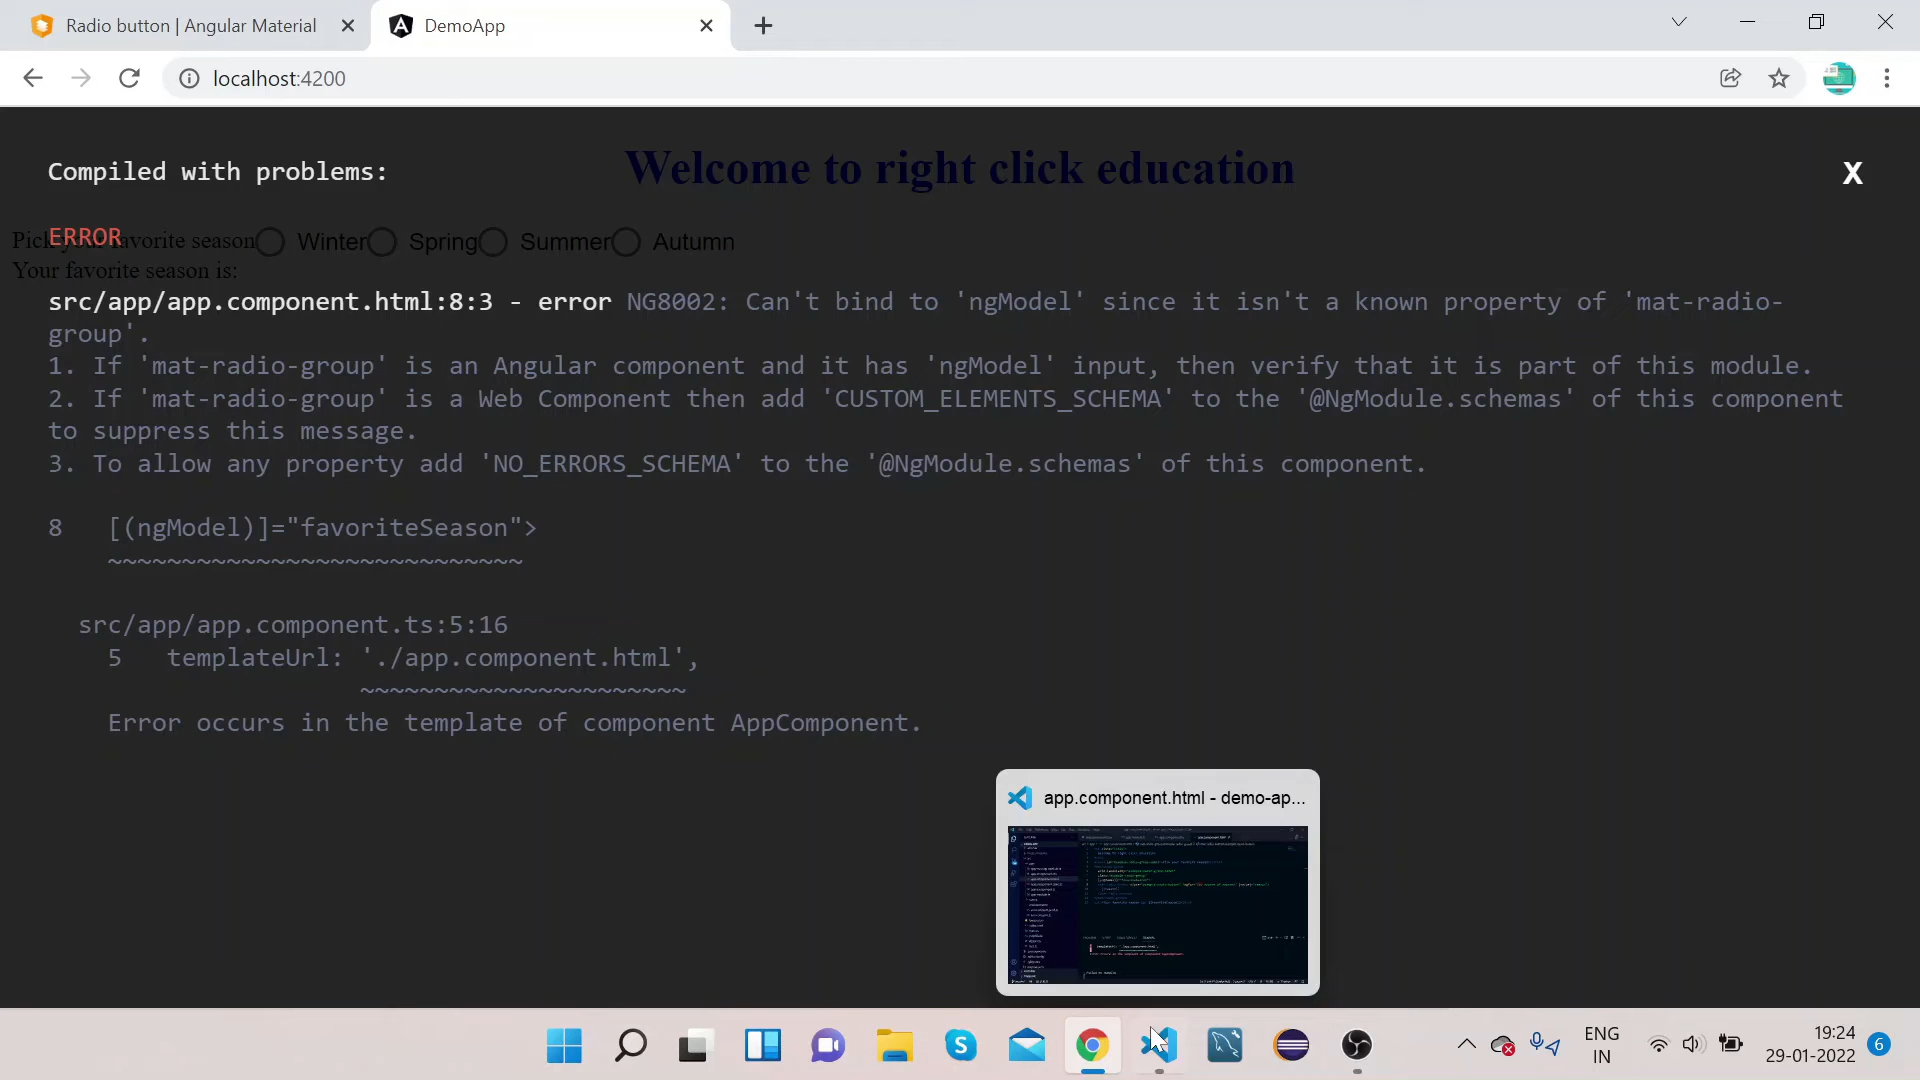 Radio button | Angular Material
DemoApp
localhost:4200
Compiled with problems:
X
Welcome to right click education
ERROR
Pick your favorite season Winter Spring Summer Autumn
Your favorite season is:
src/app/app.component.html:8:3 - error NG8002: Can't bind to 'ngModel' since it isn't a known property of 'mat-radio-
group'.
1. If 'mat-radio-group' is an Angular component and it has 'ngModel' input, then verify that it is part of this module.
2. If 'mat-radio-group' is a Web Component then add 'CUSTOM_ELEMENTS_SCHEMA' to the '@NgModule.schemas' of this component
to suppress this message.
3. To allow any property add 'NO_ERRORS_SCHEMA' to the '@NgModule.schemas' of this component.
8 [(ngModel)]="favoriteSeason">
~~~~~~~~~~~~~~~~~~~~~~~~~~~~
src/app/app.component.ts:5:16
5 templateUrl: './app.component.html',
~~~~~~~~~~~~~~~~~~~~~~
Error occurs in the template of component AppComponent.
app.component.html - demo-ap...
ENG
IN
19:24
29-01-2022
6